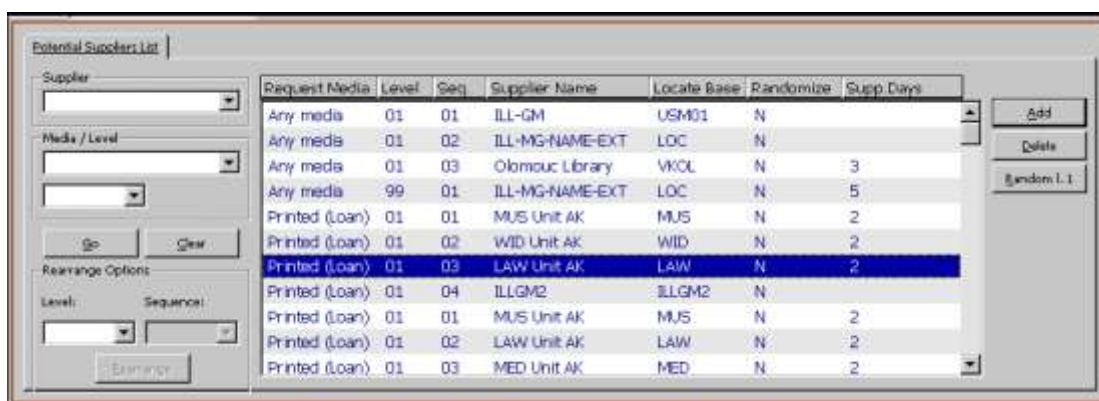 Potential Suppliers List
Supplier
Media / Level
Go Clear
Rearrange Options
Level: Sequence:
Rearrange
Request Media Level Seq Supplier Name Locate Base Randomize Supp.Days
Any media 01 01 ILL-GM USM01 N
Any media 01 02 ILL-MG-NAME-EXT LOC N
Any media 01 03 Olomouc Library VKOL N 3
Any media 99 01 ILL-MG-NAME-EXT LOC N 5
Printed (Loan) 01 01 MUS Unit AK MUS N 2
Printed (Loan) 01 02 WID Unit AK WID N 2
Printed (Loan) 01 03 LAW Unit AK LAW N 2
Printed (Loan) 01 04 ILLGM2 ILLGM2 N
Printed (Loan) 01 01 MUS Unit AK MUS N 2
Printed (Loan) 01 02 LAW Unit AK LAW N 2
Printed (Loan) 01 03 MED Unit AK MED N 2
Add
Delete
Random l. 1